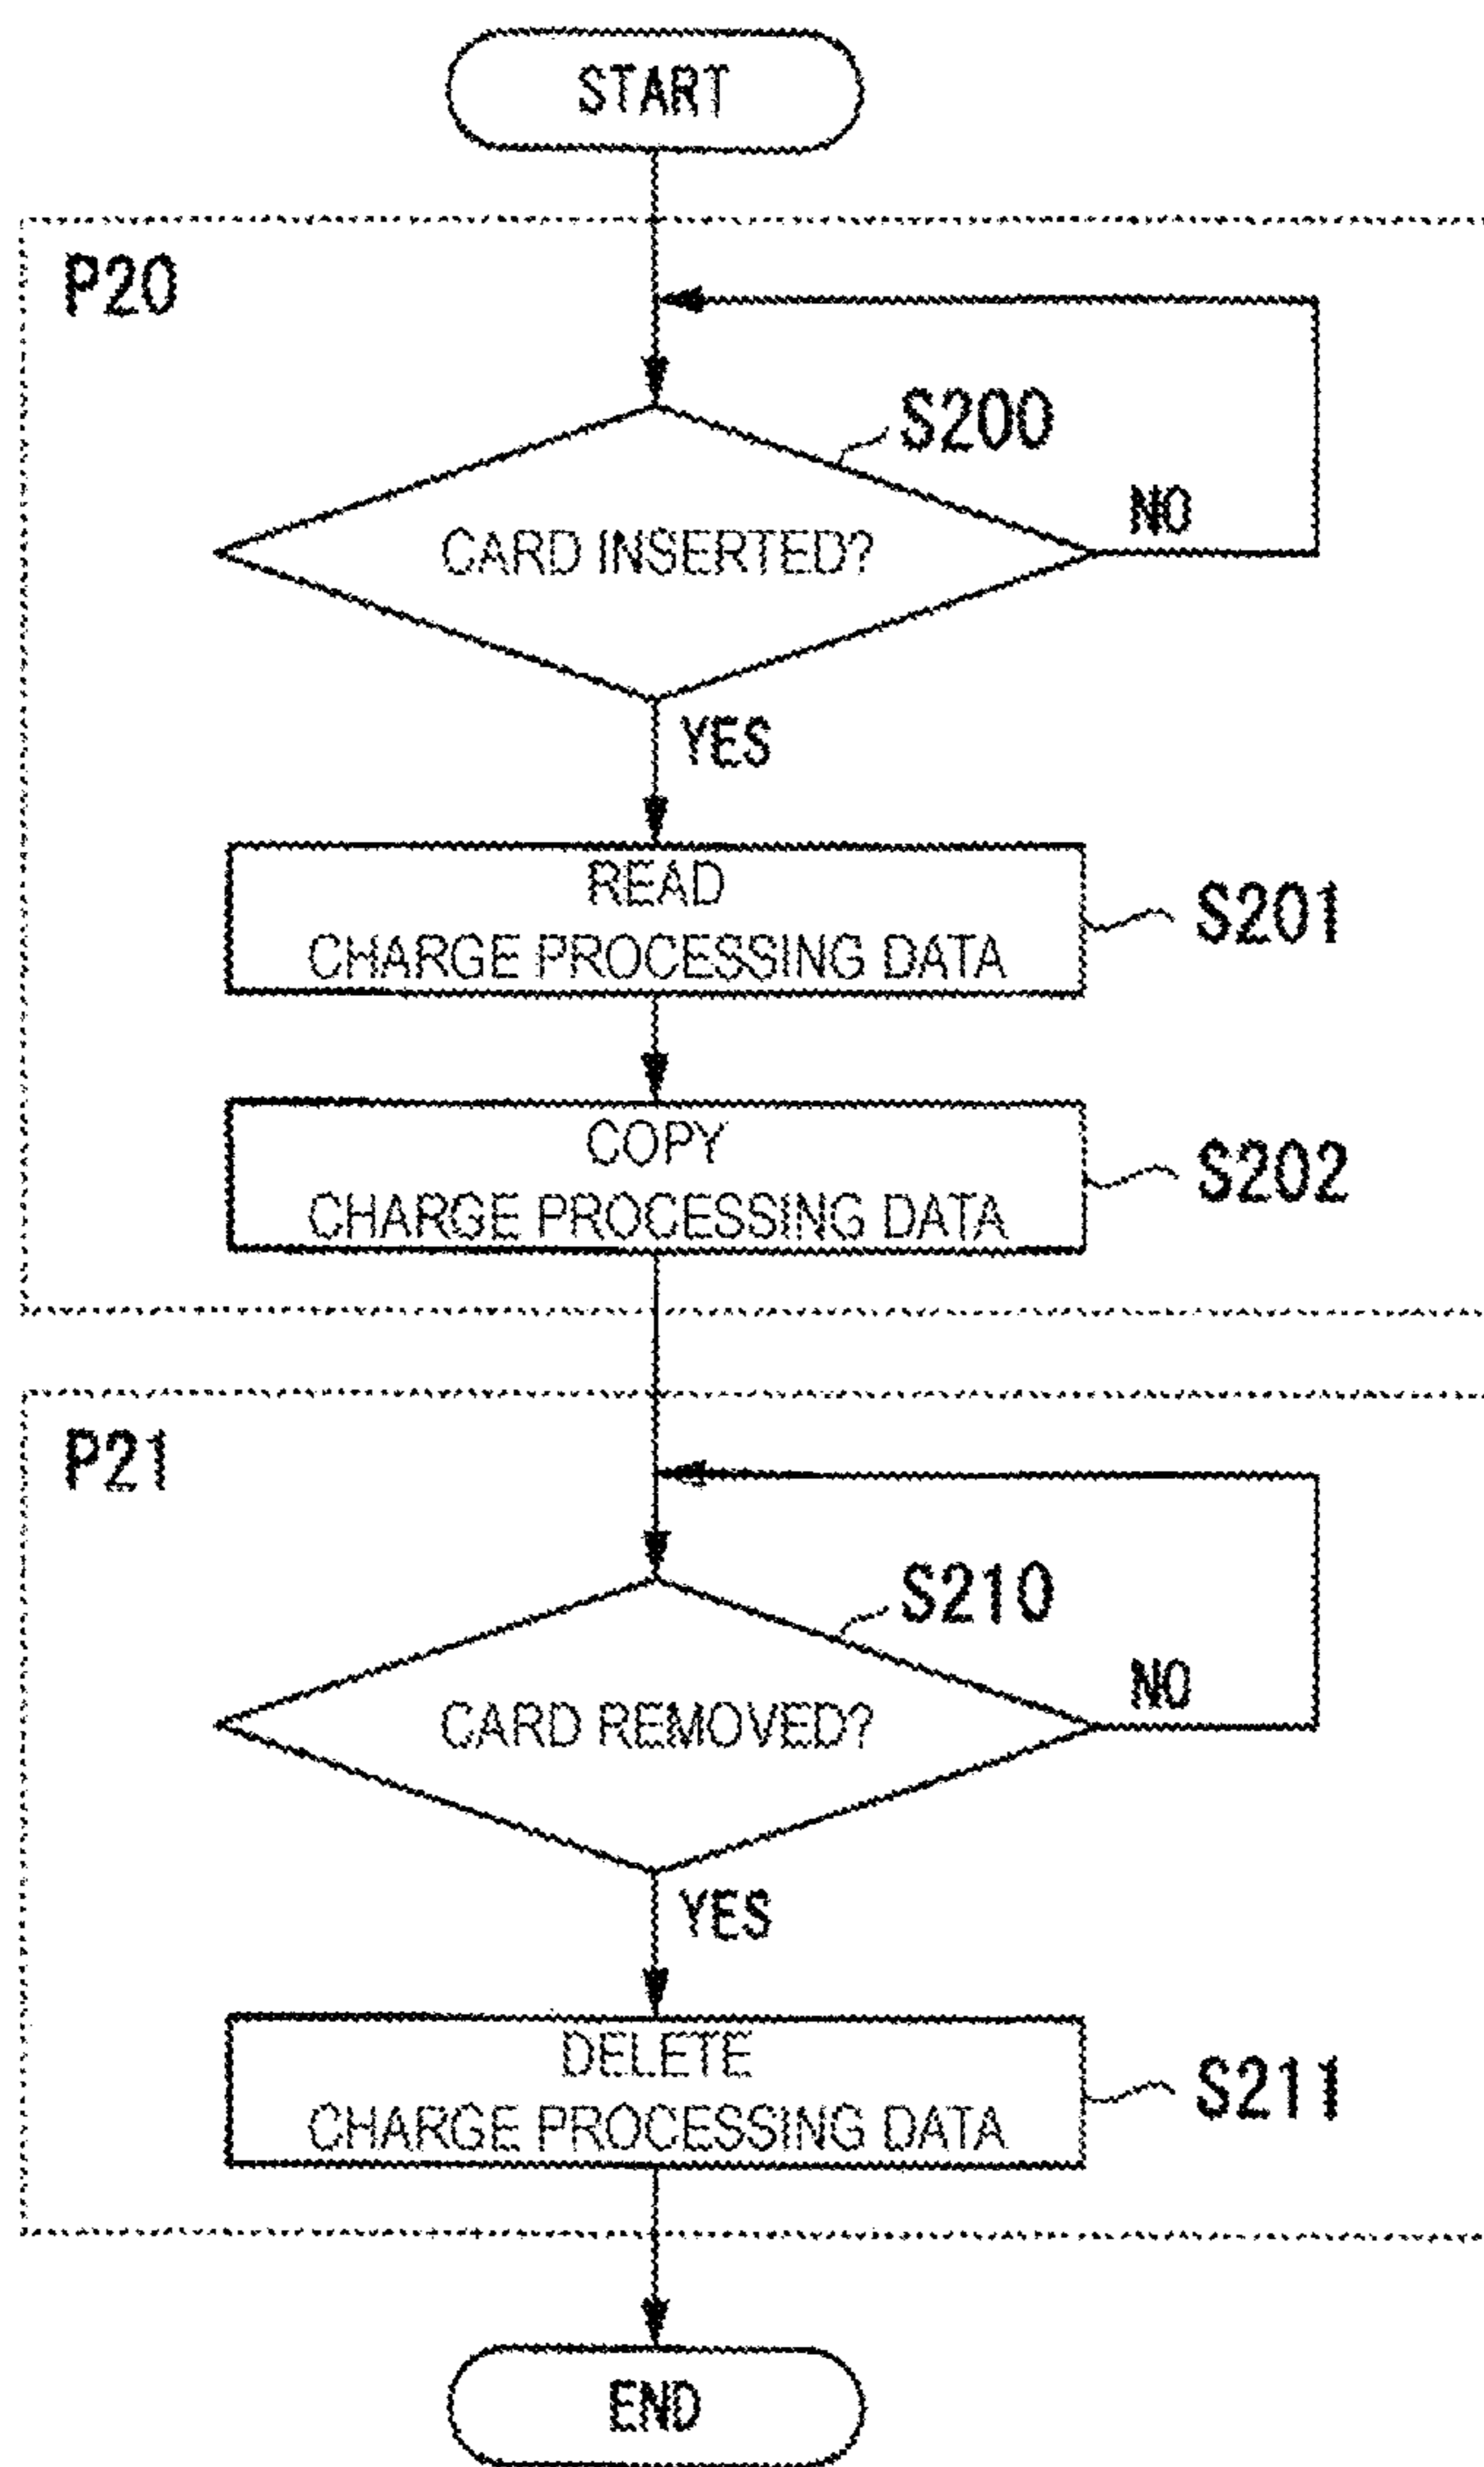 START
P20
S200
CARD INSERTED?
NO
YES
READ
CHARGE PROCESSING DATA
S201
COPY
CHARGE PROCESSING DATA
S202
P21
S210
CARD REMOVED?
NO
YES
DELETE
CHARGE PROCESSING DATA
S211
END